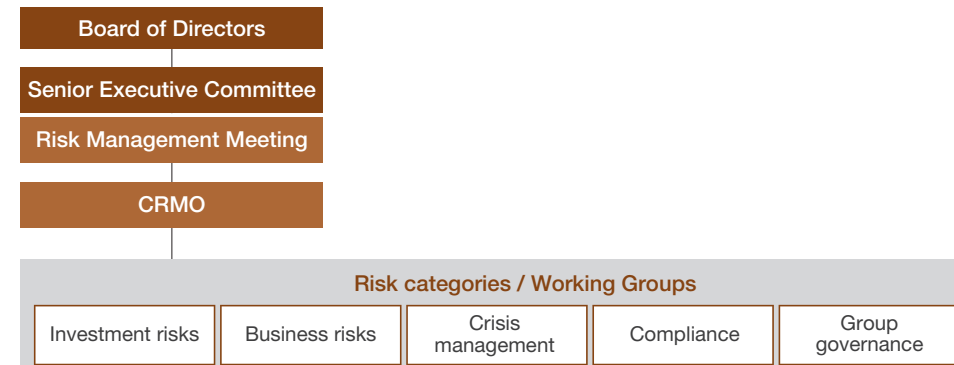 Board of Directors
Senior Executive Committee
Risk Management Meeting
CRMO
Risk categories / Working Groups
Investment risks
Business risks
Crisis
management
Compliance
Group
governance